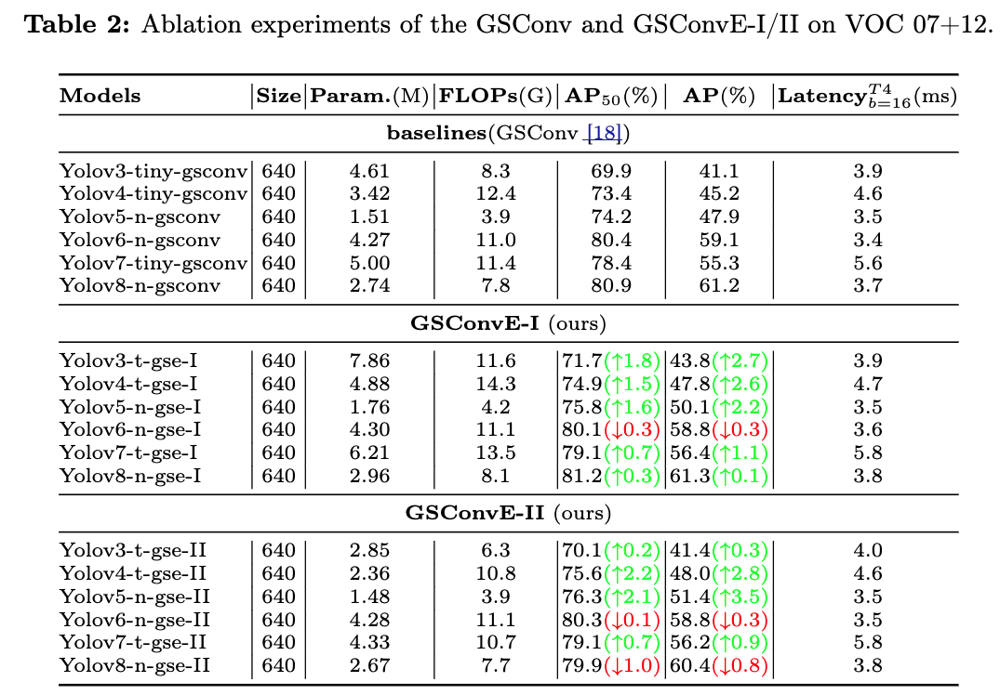 Table 2: Ablation experiments of the GSConv and GSConvE-I/II on VOC 07+12.
Models Size Param.(M) FLOPs(G) AP50(%) AP(%) Latency T4 b=16 (ms)
baselines(GSConv [18])
Yolov3-tiny-gsconv 640 4.61 8.3 69.9 41.1 3.9
Yolov4-tiny-gsconv 640 3.42 12.4 73.4 45.2 4.6
Yolov5-n-gsconv 640 1.51 3.9 74.2 47.9 3.5
Yolov6-n-gsconv 640 4.27 11.0 80.4 59.1 3.4
Yolov7-tiny-gsconv 640 5.00 11.4 78.4 55.3 5.6
Yolov8-n-gsconv 640 2.74 7.8 80.9 61.2 3.7
GSConvE-I (ours)
Yolov3-t-gse-I 640 7.86 11.6 71.7(↑1.8) 43.8(↑2.7) 3.9
Yolov4-t-gse-I 640 4.88 14.3 74.9(↑1.5) 47.8(↑2.6) 4.7
Yolov5-n-gse-I 640 1.76 4.2 75.8(↑1.6) 50.1(↑2.2) 3.5
Yolov6-n-gse-I 640 4.30 11.1 80.1(↓0.3) 58.8(↓0.3) 3.6
Yolov7-t-gse-I 640 6.21 13.5 79.1(↑0.7) 56.4(↑1.1) 5.8
Yolov8-n-gse-I 640 2.96 8.1 81.2(↑0.3) 61.3(↑0.1) 3.8
GSConvE-II (ours)
Yolov3-t-gse-II 640 2.85 6.3 70.1(↑0.2) 41.4(↑0.3) 4.0
Yolov4-t-gse-II 640 2.36 10.8 75.6(↑2.2) 48.0(↑2.8) 4.6
Yolov5-n-gse-II 640 1.48 3.9 76.3(↑2.1) 51.4(↑3.5) 3.5
Yolov6-n-gse-II 640 4.28 11.1 80.3(↓0.1) 58.8(↓0.3) 3.5
Yolov7-t-gse-II 640 4.33 10.7 79.1(↑0.7) 56.2(↑0.9) 5.8
Yolov8-n-gse-II 640 2.67 7.7 79.9(↓1.0) 60.4(↓0.8) 3.8